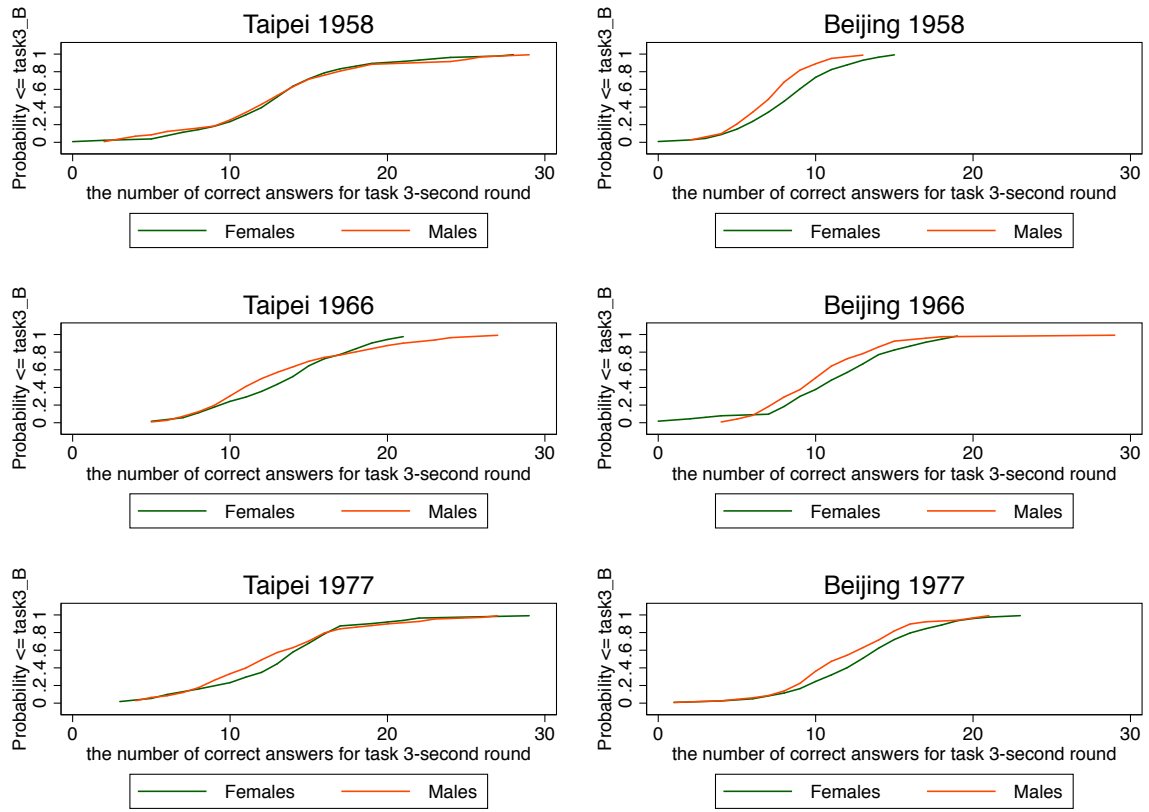 Taipei 1958
Probability <= task3_B
0 .2 .4 .6 .8 1
0 10 20 30
the number of correct answers for task 3-second round
Females Males
Beijing 1958
Probability <= task3_B
0 .2 .4 .6 .8 1
0 10 20 30
the number of correct answers for task 3-second round
Females Males
Taipei 1966
Probability <= task3_B
0 .2 .4 .6 .8 1
0 10 20 30
the number of correct answers for task 3-second round
Females Males
Beijing 1966
Probability <= task3_B
0 .2 .4 .6 .8 1
0 10 20 30
the number of correct answers for task 3-second round
Females Males
Taipei 1977
Probability <= task3_B
0 .2 .4 .6 .8 1
0 10 20 30
the number of correct answers for task 3-second round
Females Males
Beijing 1977
Probability <= task3_B
0 .2 .4 .6 .8 1
0 10 20 30
the number of correct answers for task 3-second round
Females Males